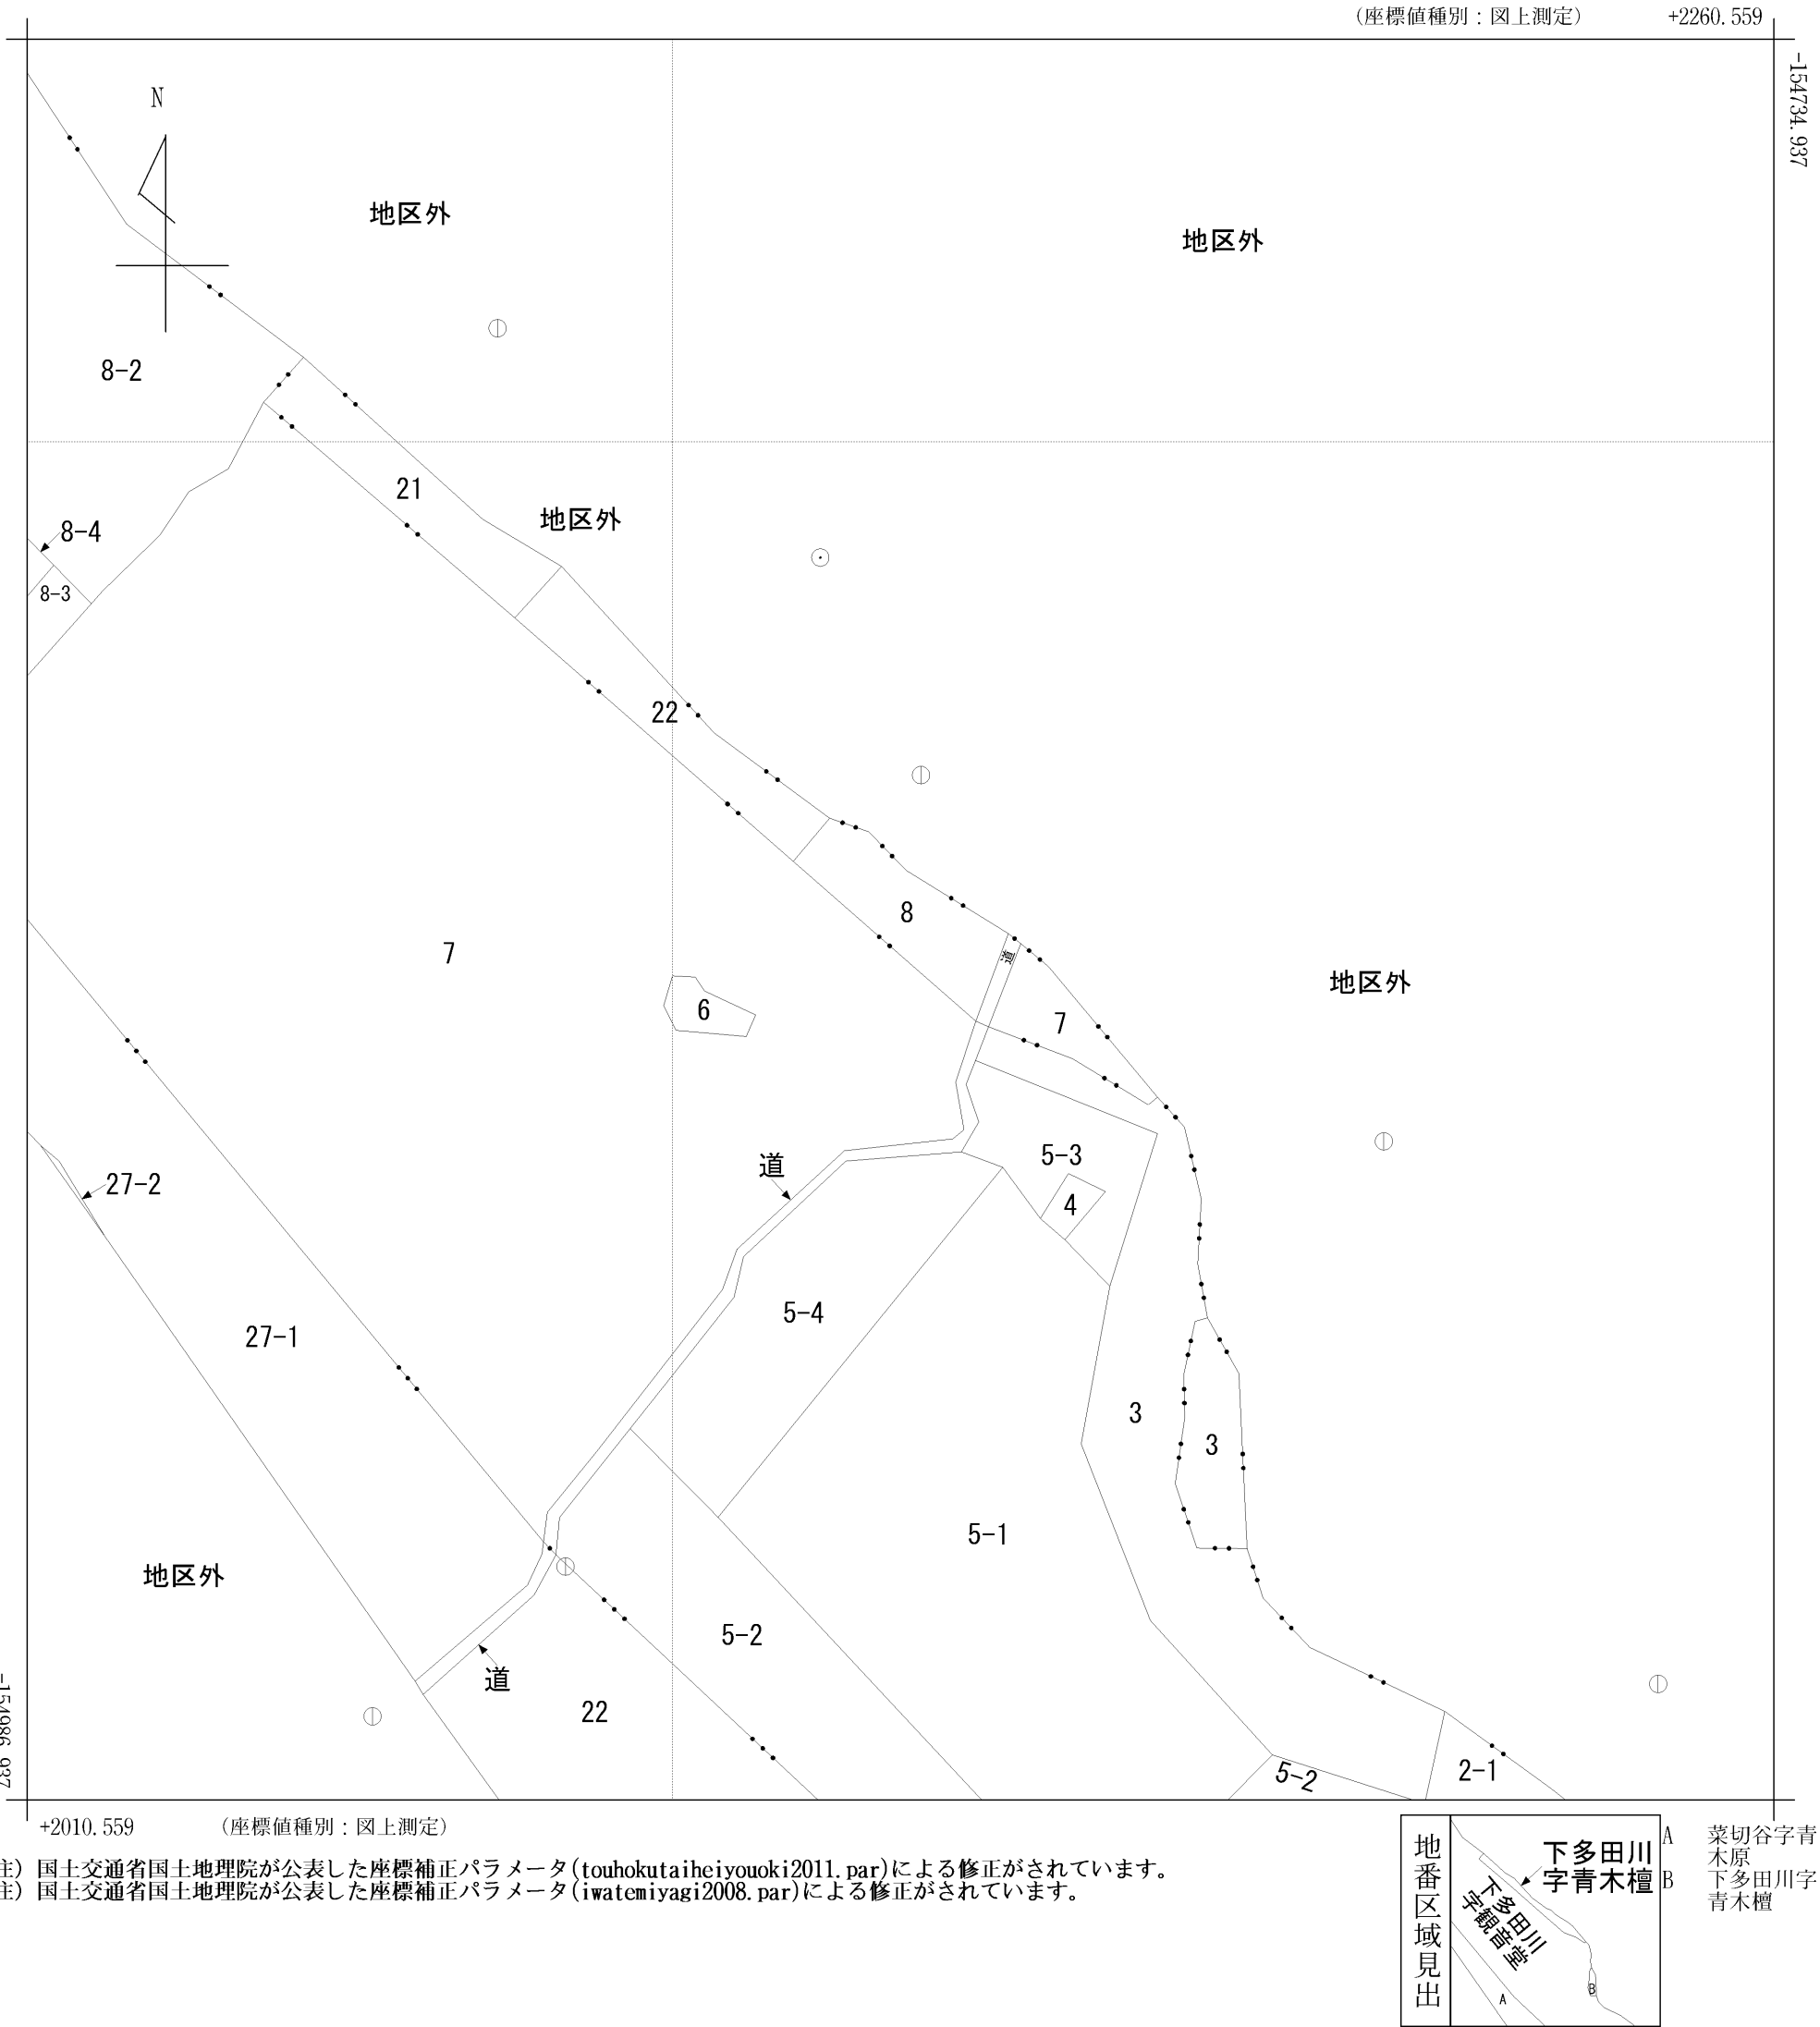 (座標値種別：図上測定) +2260.559
-154734.937
N
地区外
地区外
8-2
21
地区外
8-4
8-3
22
8
7
道
地区外
6
7
5-3
道
27-2
4
5-4
27-1
3
3
5-1
地区外
5-2
道
22
5-2
2-1
-154986.937
+2010.559 (座標値種別：図上測定)
注) 国土交通省国土地理院が公表した座標補正パラメータ(touhokutaiheiyouoki2011.par)による修正がされています。
注) 国土交通省国土地理院が公表した座標補正パラメータ(iwatemiyagi2008.par)による修正がされています。
地番区域見出
下多田川
字青木檀
下多田川
字観音堂
A
B
A 菜切谷字青
木原
B 下多田川字
青木檀